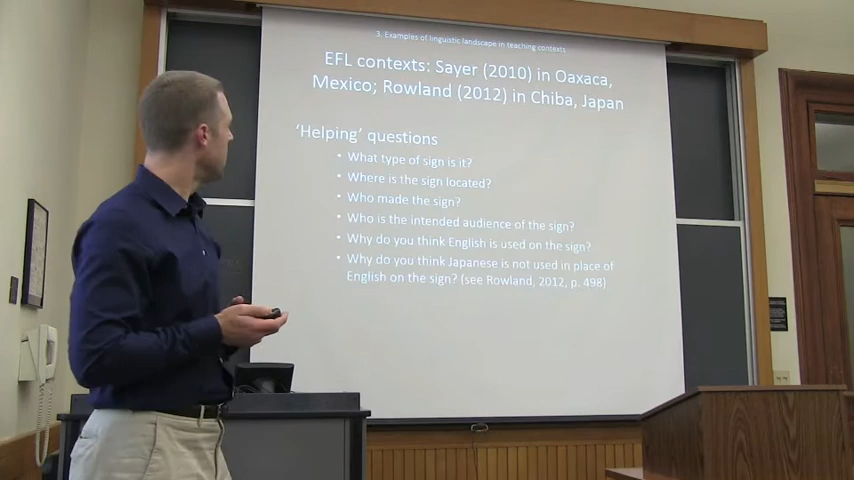 3. Examples of linguistic landscape in teaching contexts
EFL contexts: Sayer (2010) in Oaxaca,
Mexico; Rowland (2012) in Chiba, Japan
'Helping' questions
• What type of sign is it?
• Where is the sign located?
• Who made the sign?
• Who is the intended audience of the sign?
• Why do you think English is used on the sign?
• Why do you think Japanese is not used in place of
English on the sign? (see Rowland, 2012, p. 498)